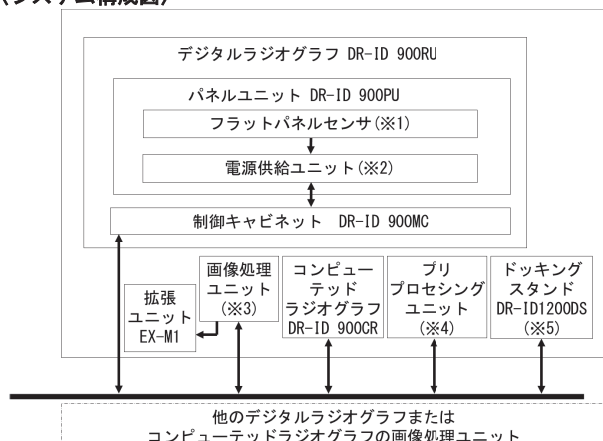 (システム構成図)
デジタルラジオグラフ DR-ID 900RU
パネルユニット DR-ID 900PU
フラットパネルセンサ(※1)
電源供給ユニット(※2)
制御キャビネット DR-ID 900MC
拡張
ユニット
EX-M1
画像処理
ユニット
(※3)
コンピュー
テッド
ラジオグラフ
DR-ID 900CR
プリ
プロセシング
ユニット
(※4)
ドッキング
スタンド
DR-ID1200DS
(※5)
他のデジタルラジオグラフまたは
コンピューテッドラジオグラフの画像処理ユニット